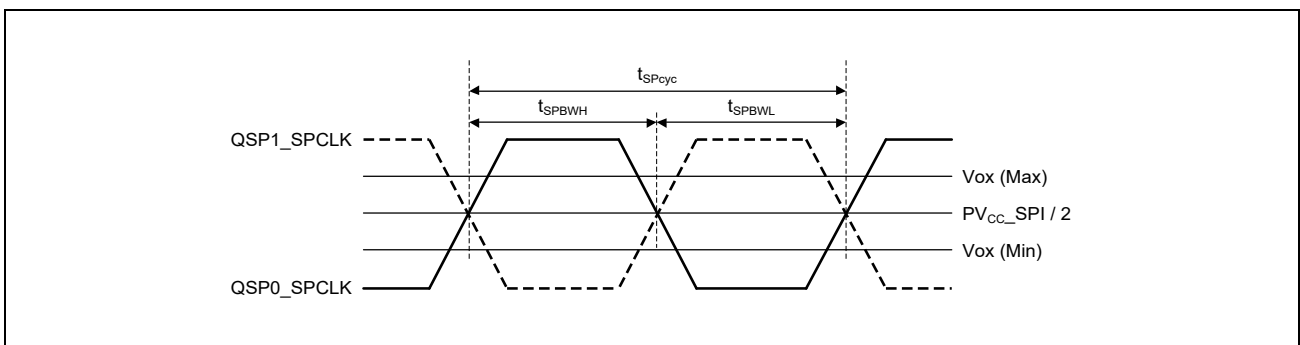 tSPcyc
tSPBWH
tSPBWL
QSP1_SPCLK
Vox (Max)
PVCC_SPI / 2
Vox (Min)
QSP0_SPCLK